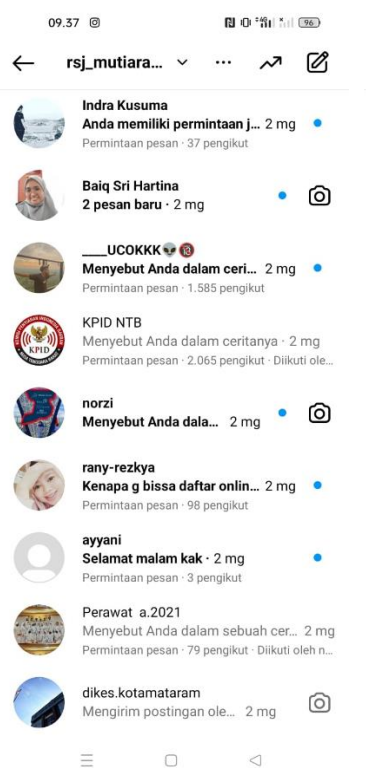 09.37
96
rsj_mutiara...
Indra Kusuma
Anda memiliki permintaan j... 2 mg
Permintaan pesan · 37 pengikut
Baiq Sri Hartina
2 pesan baru · 2 mg
____UCOKKK👽🔞
Menyebut Anda dalam ceri... 2 mg
Permintaan pesan · 1.585 pengikut
KPID NTB
Menyebut Anda dalam ceritanya · 2 mg
Permintaan pesan · 2.065 pengikut · Diikuti ole...
KPID
norzi
Menyebut Anda dala... 2 mg
rany-rezkya
Kenapa g bissa daftar onlin... 2 mg
Permintaan pesan · 98 pengikut
ayyani
Selamat malam kak · 2 mg
Permintaan pesan · 3 pengikut
Perawat a.2021
Menyebut Anda dalam sebuah cer... 2 mg
Permintaan pesan · 79 pengikut · Diikuti oleh n...
dikes.kotamataram
Mengirim postingan ole... 2 mg